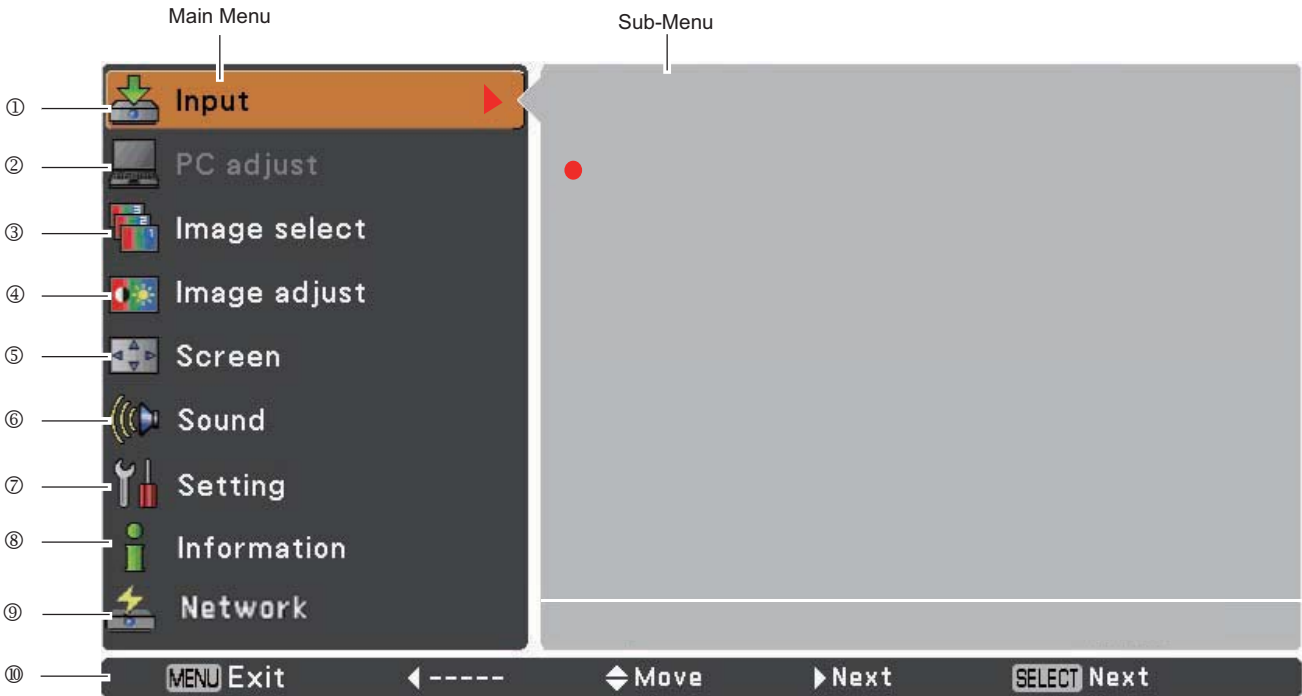 Main Menu
Sub-Menu
① Input
② PC adjust
③ Image select
④ Image adjust
⑤ Screen
⑥ Sound
⑦ Setting
⑧ Information
⑨ Network
⑩ MENU Exit ◀ ----- Move ▶ Next SELECT Next